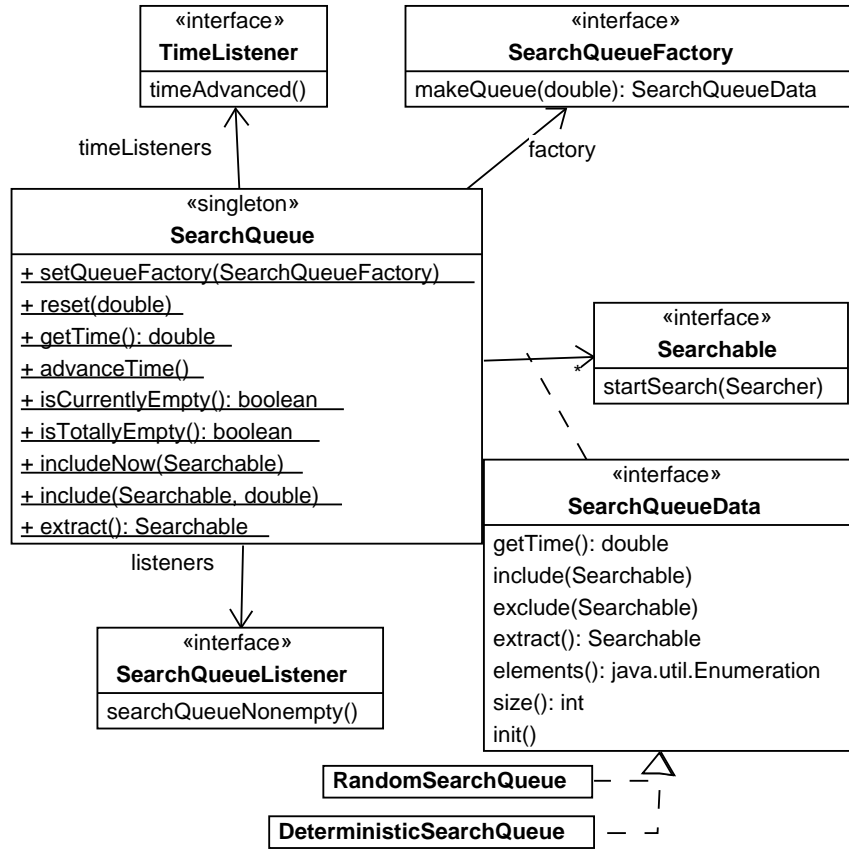 «interface»
TimeListener
timeAdvanced()
«interface»
SearchQueueFactory
makeQueue(double): SearchQueueData
timeListeners
factory
«singleton»
SearchQueue
+ setQueueFactory(SearchQueueFactory)
+ reset(double)
+ getTime(): double
+ advanceTime()
+ isCurrentlyEmpty(): boolean
+ isTotallyEmpty(): boolean
+ includeNow(Searchable)
+ include(Searchable, double)
+ extract(): Searchable
«interface»
Searchable
startSearch(Searcher)
*
«interface»
SearchQueueData
getTime(): double
include(Searchable)
exclude(Searchable)
extract(): Searchable
elements(): java.util.Enumeration
size(): int
init()
listeners
«interface»
SearchQueueListener
searchQueueNonempty()
RandomSearchQueue
DeterministicSearchQueue